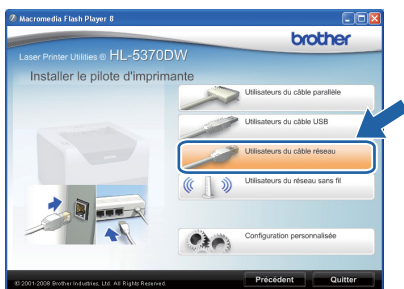 Macromedia Flash Player 8
brother
Laser Printer Utilities ® HL-5370DW
Installer le pilote d'imprimante
Utilisateurs du câble parallèle
Utilisateurs du câble USB
Utilisateurs du câble réseau
Utilisateurs du réseau sans fil
Configuration personnalisée
© 2001-2008 Brother Industries, Ltd. All Rights Reserved.
Précédent
Quitter